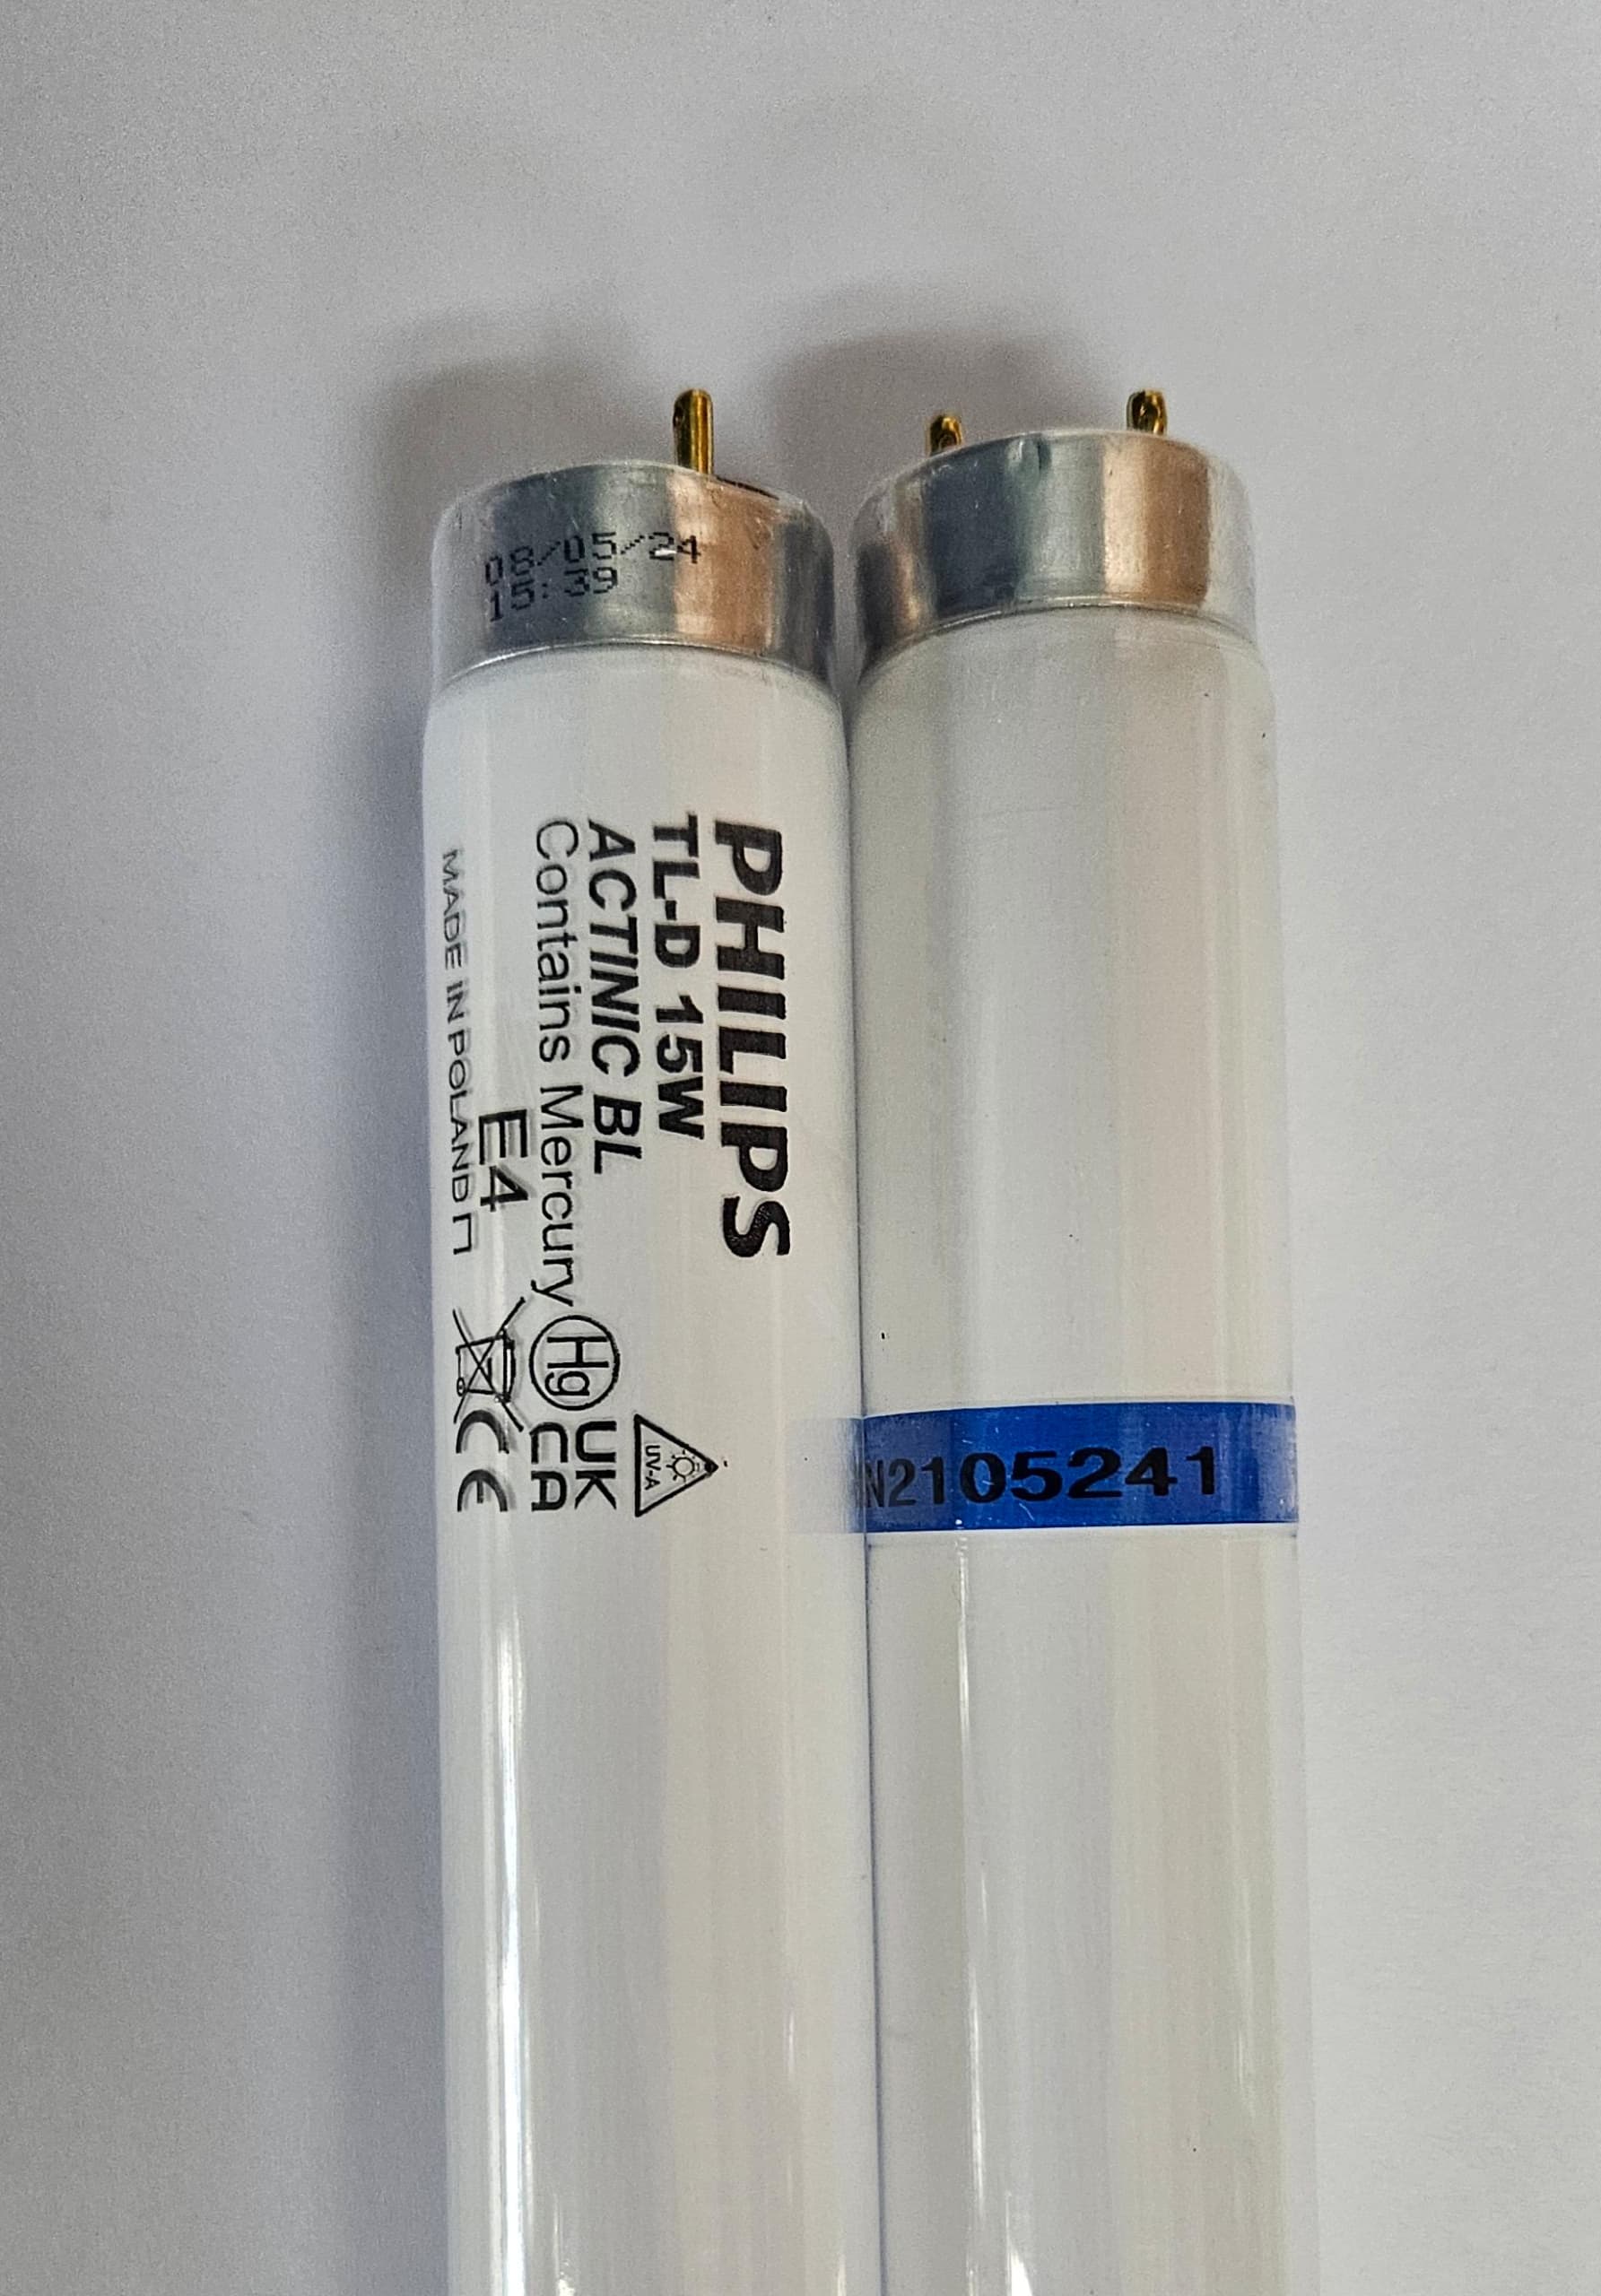 08/05/24
15:39
PHILIPS
TL-D 15W
ACTINIC BL
Contains Mercury Hg
E4
MADE IN POLAND
UV-A
UK
CA
CE
N2105241